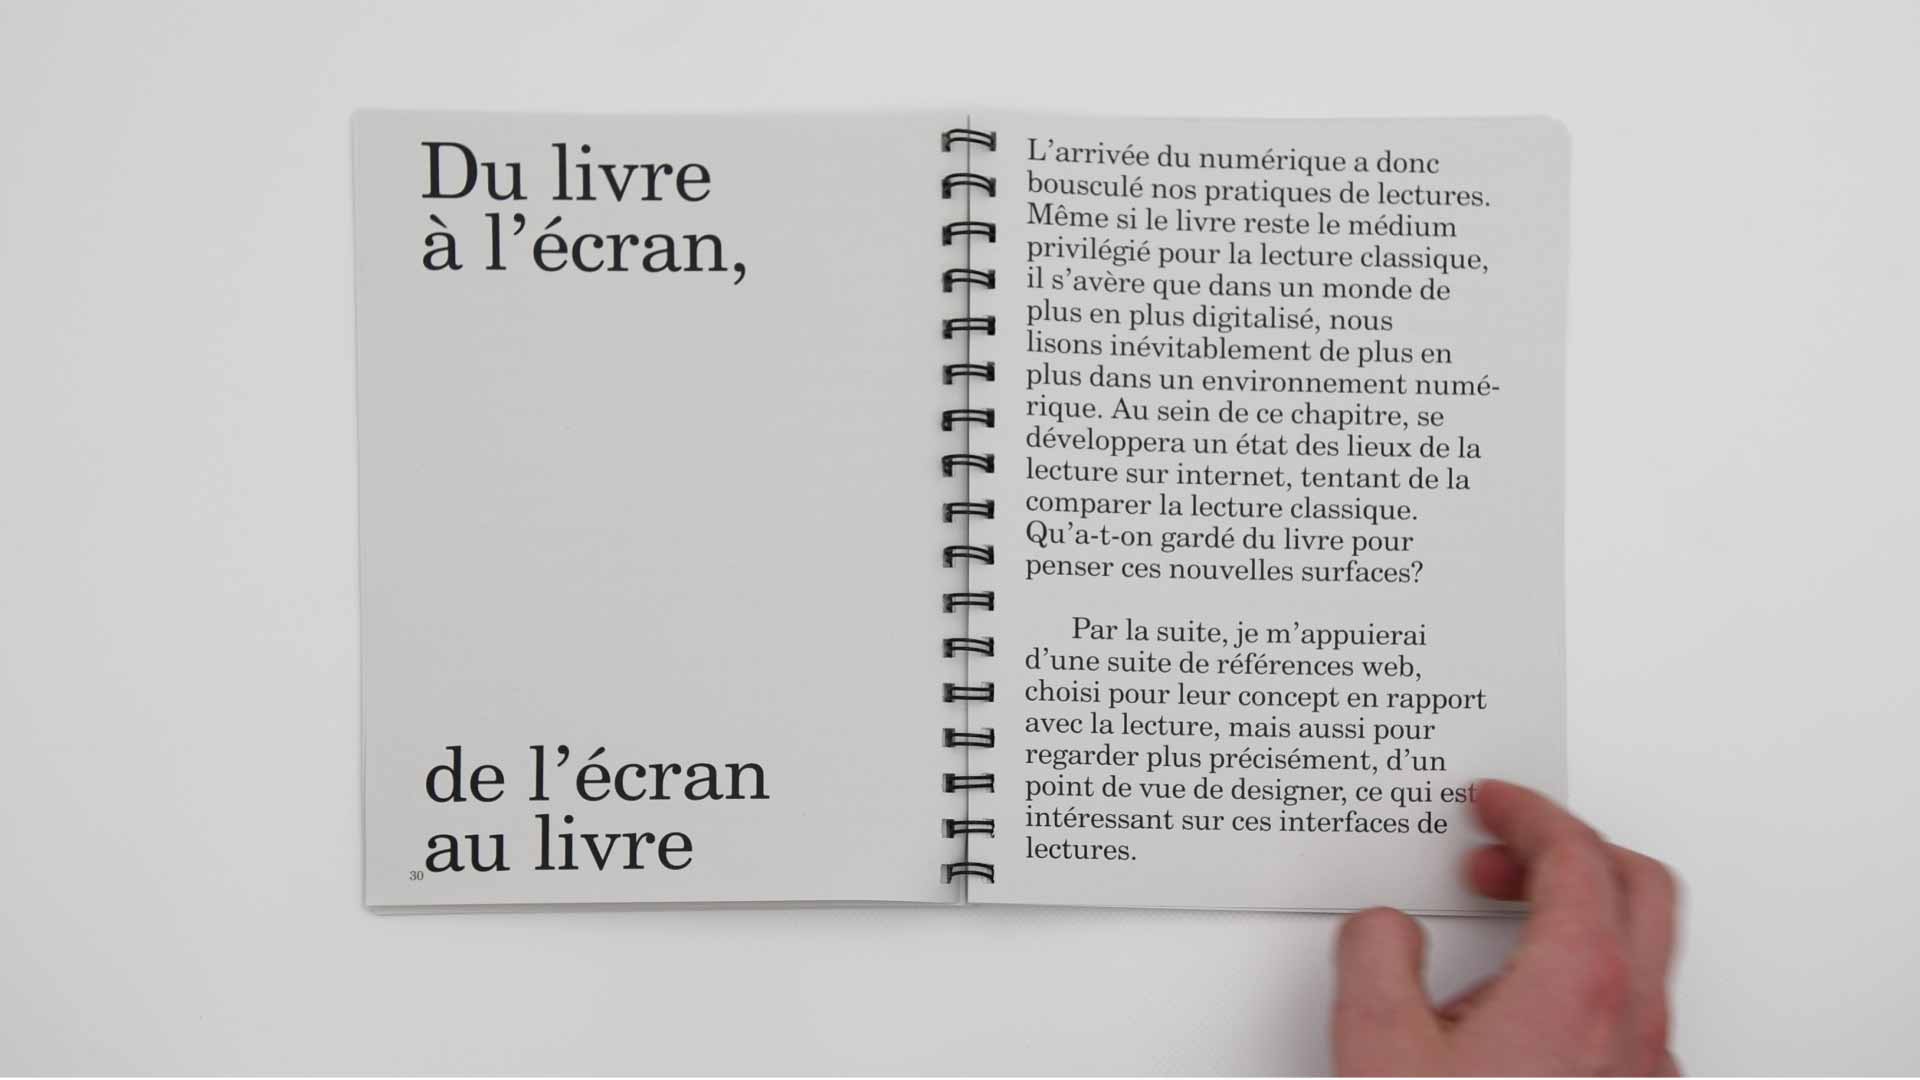 Du livre
à l’écran,
de l’écran
au livre
30
L’arrivée du numérique a donc
bousculé nos pratiques de lectures.
Même si le livre reste le médium
privilégié pour la lecture classique,
il s’avère que dans un monde de
plus en plus digitalisé, nous
lisons inévitablement de plus en
plus dans un environnement numé-
rique. Au sein de ce chapitre, se
développera un état des lieux de la
lecture sur internet, tentant de la
comparer la lecture classique.
Qu’a-t-on gardé du livre pour
penser ces nouvelles surfaces?
Par la suite, je m’appuierai
d’une suite de références web,
choisi pour leur concept en rapport
avec la lecture, mais aussi pour
regarder plus précisément, d’un
point de vue de designer, ce qui est
intéressant sur ces interfaces de
lectures.